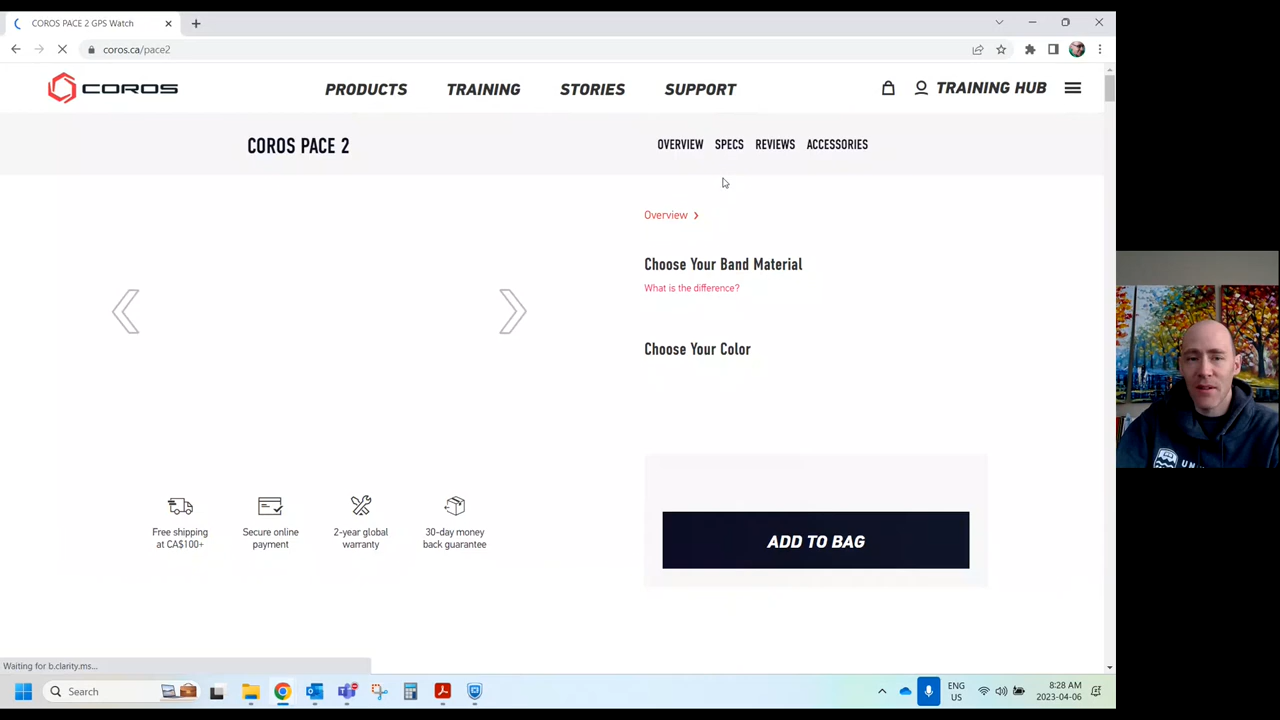 COROS PACE 2 GPS Watch
coros.ca/pace2
COROS
PRODUCTS
TRAINING
STORIES
SUPPORT
TRAINING HUB
COROS PACE 2
OVERVIEW
SPECS
REVIEWS
ACCESSORIES
Overview
Choose Your Band Material
What is the difference?
Choose Your Color
Free shipping
at CA$100+
Secure online
payment
2-year global
warranty
30-day money
back guarantee
ADD TO BAG
UNI
Waiting for b.clarity.ms...
Search
ENG
US
8:28 AM
2023-04-06